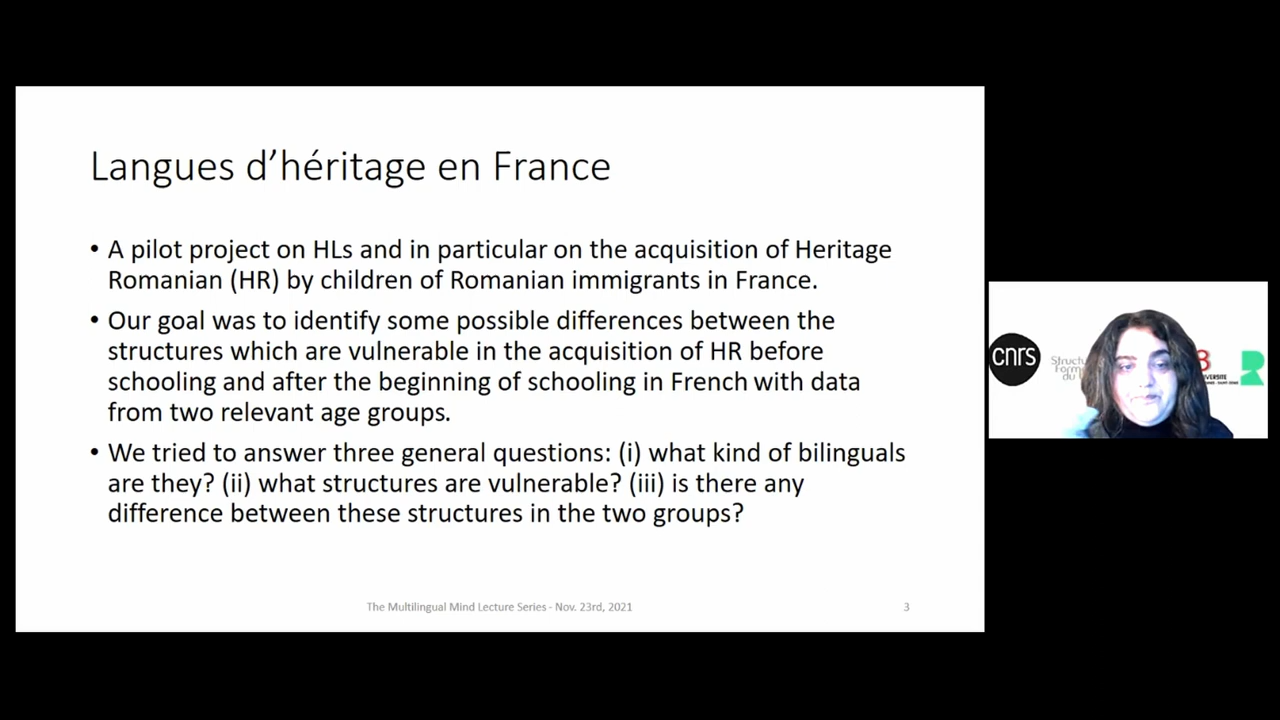 Langues d’héritage en France
• A pilot project on HLs and in particular on the acquisition of Heritage
Romanian (HR) by children of Romanian immigrants in France.
• Our goal was to identify some possible differences between the
structures which are vulnerable in the acquisition of HR before
schooling and after the beginning of schooling in French with data
from two relevant age groups.
• We tried to answer three general questions: (i) what kind of bilinguals
are they? (ii) what structures are vulnerable? (iii) is there any
difference between these structures in the two groups?
The Multilingual Mind Lecture Series - Nov. 23rd, 2021
3
cnrs